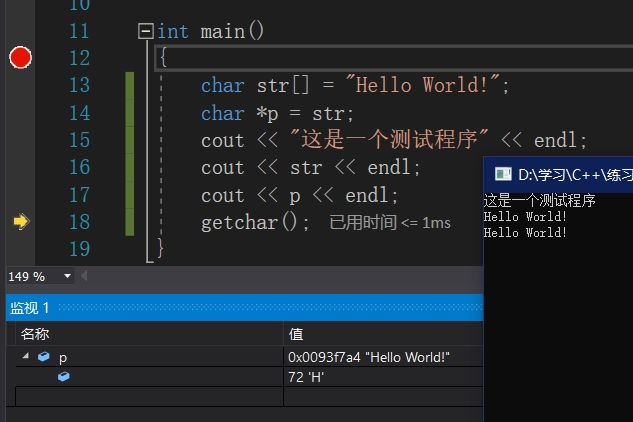 10
11 int main()
12 {
13 char str[] = "Hello World!";
14 char *p = str;
15 cout << "这是一个测试程序" << endl;
16 cout << str << endl;
17 cout << p << endl;
18 getchar(); 已用时间 <= 1ms
19 }
149 %
D:\学习\C++\练习
这是一个测试程序
Hello World!
Hello World!
监视 1
名称 值
p 0x0093f7a4 "Hello World!"
72 'H'